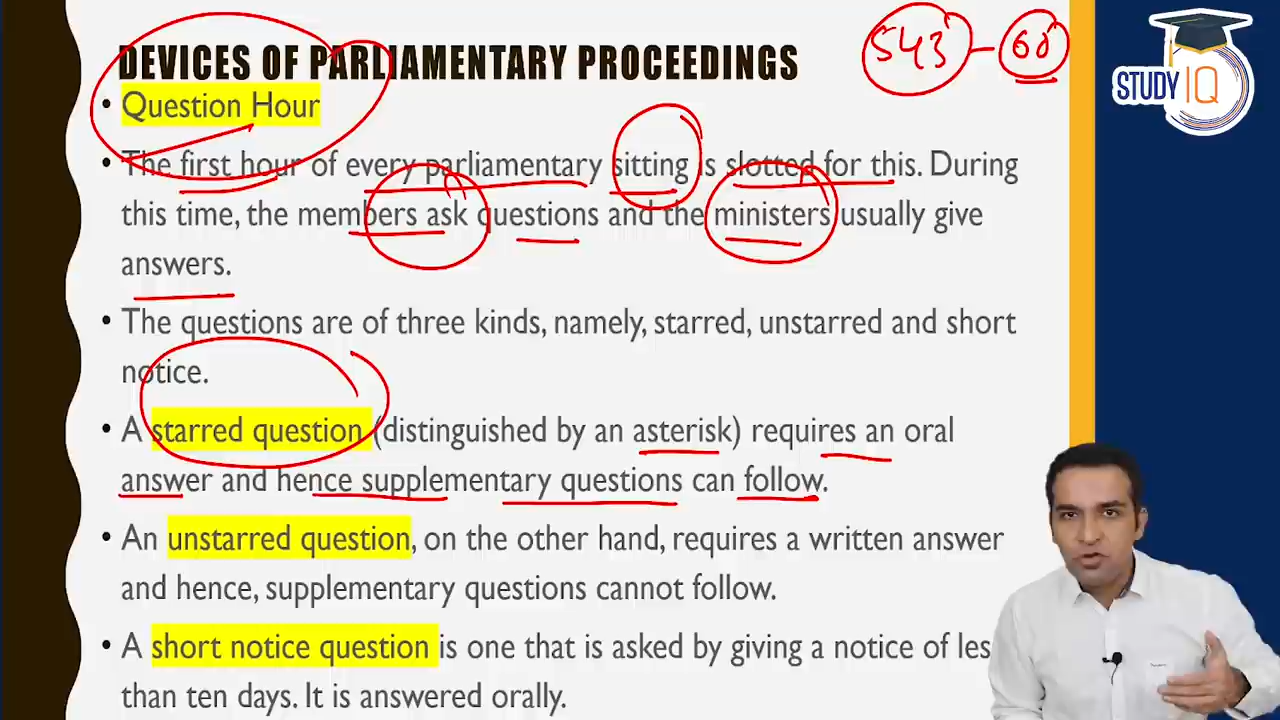 DEVICES OF PARLIAMENTARY PROCEEDINGS
543 - 60
STUDY IQ
• Question Hour
• The first hour of every parliamentary sitting is slotted for this. During
this time, the members ask questions and the ministers usually give
answers.
• The questions are of three kinds, namely, starred, unstarred and short
notice.
• A starred question (distinguished by an asterisk) requires an oral
answer and hence supplementary questions can follow.
• An unstarred question, on the other hand, requires a written answer
and hence, supplementary questions cannot follow.
• A short notice question is one that is asked by giving a notice of les
than ten days. It is answered orally.